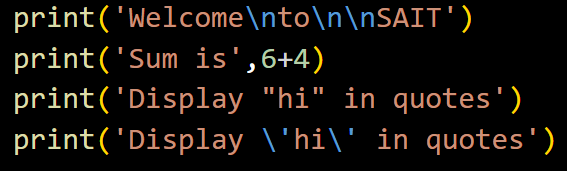 print('Welcome\nto\n\nSAIT')
print('Sum is',6+4)
print('Display "hi" in quotes')
print('Display \'hi\' in quotes')